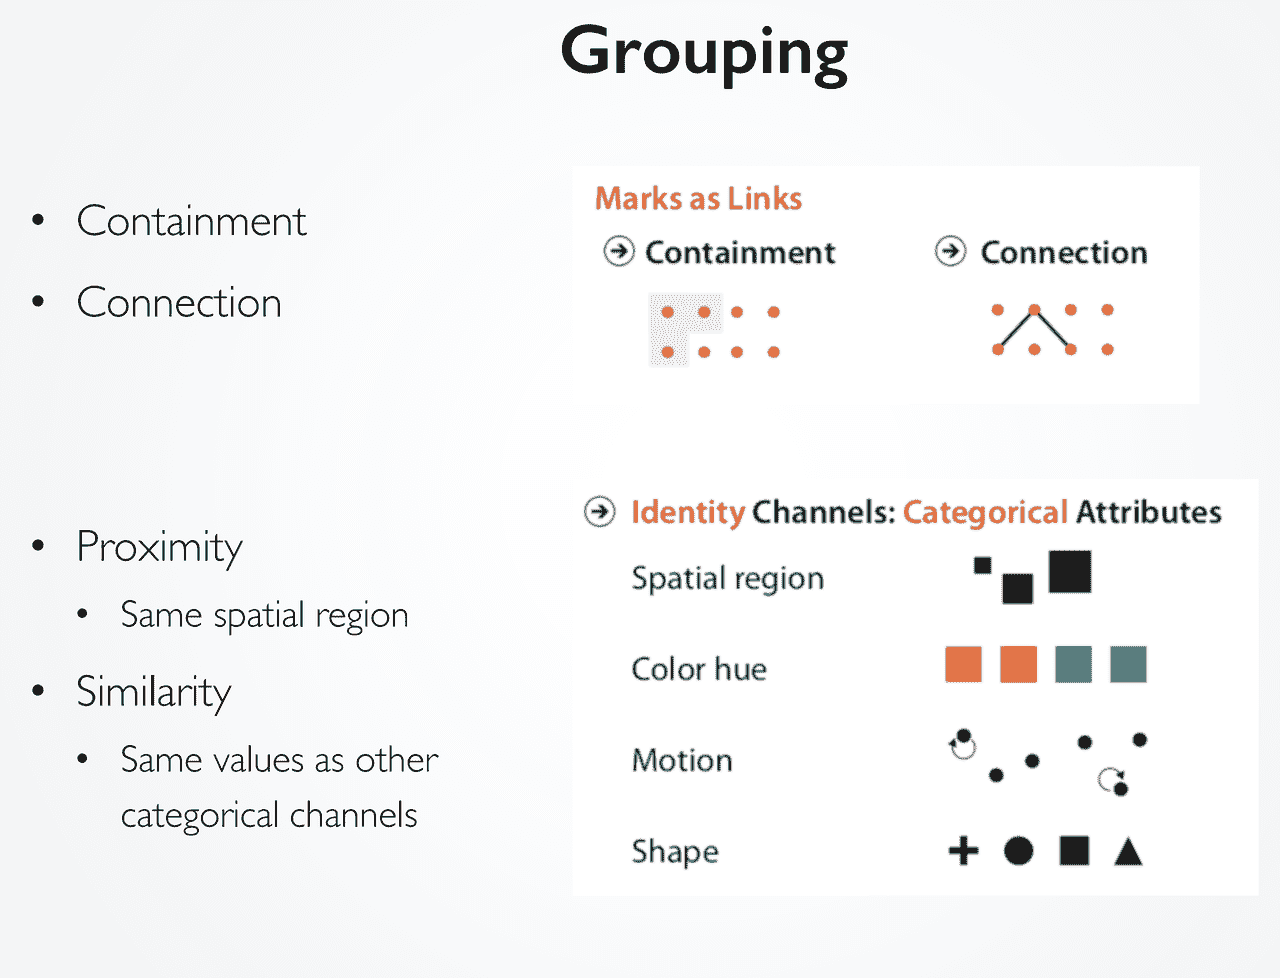 Grouping
• Containment
• Connection
Marks as Links
Containment
Connection
• Proximity
• Same spatial region
• Similarity
• Same values as other
categorical channels
Identity Channels: Categorical Attributes
Spatial region
Color hue
Motion
Shape